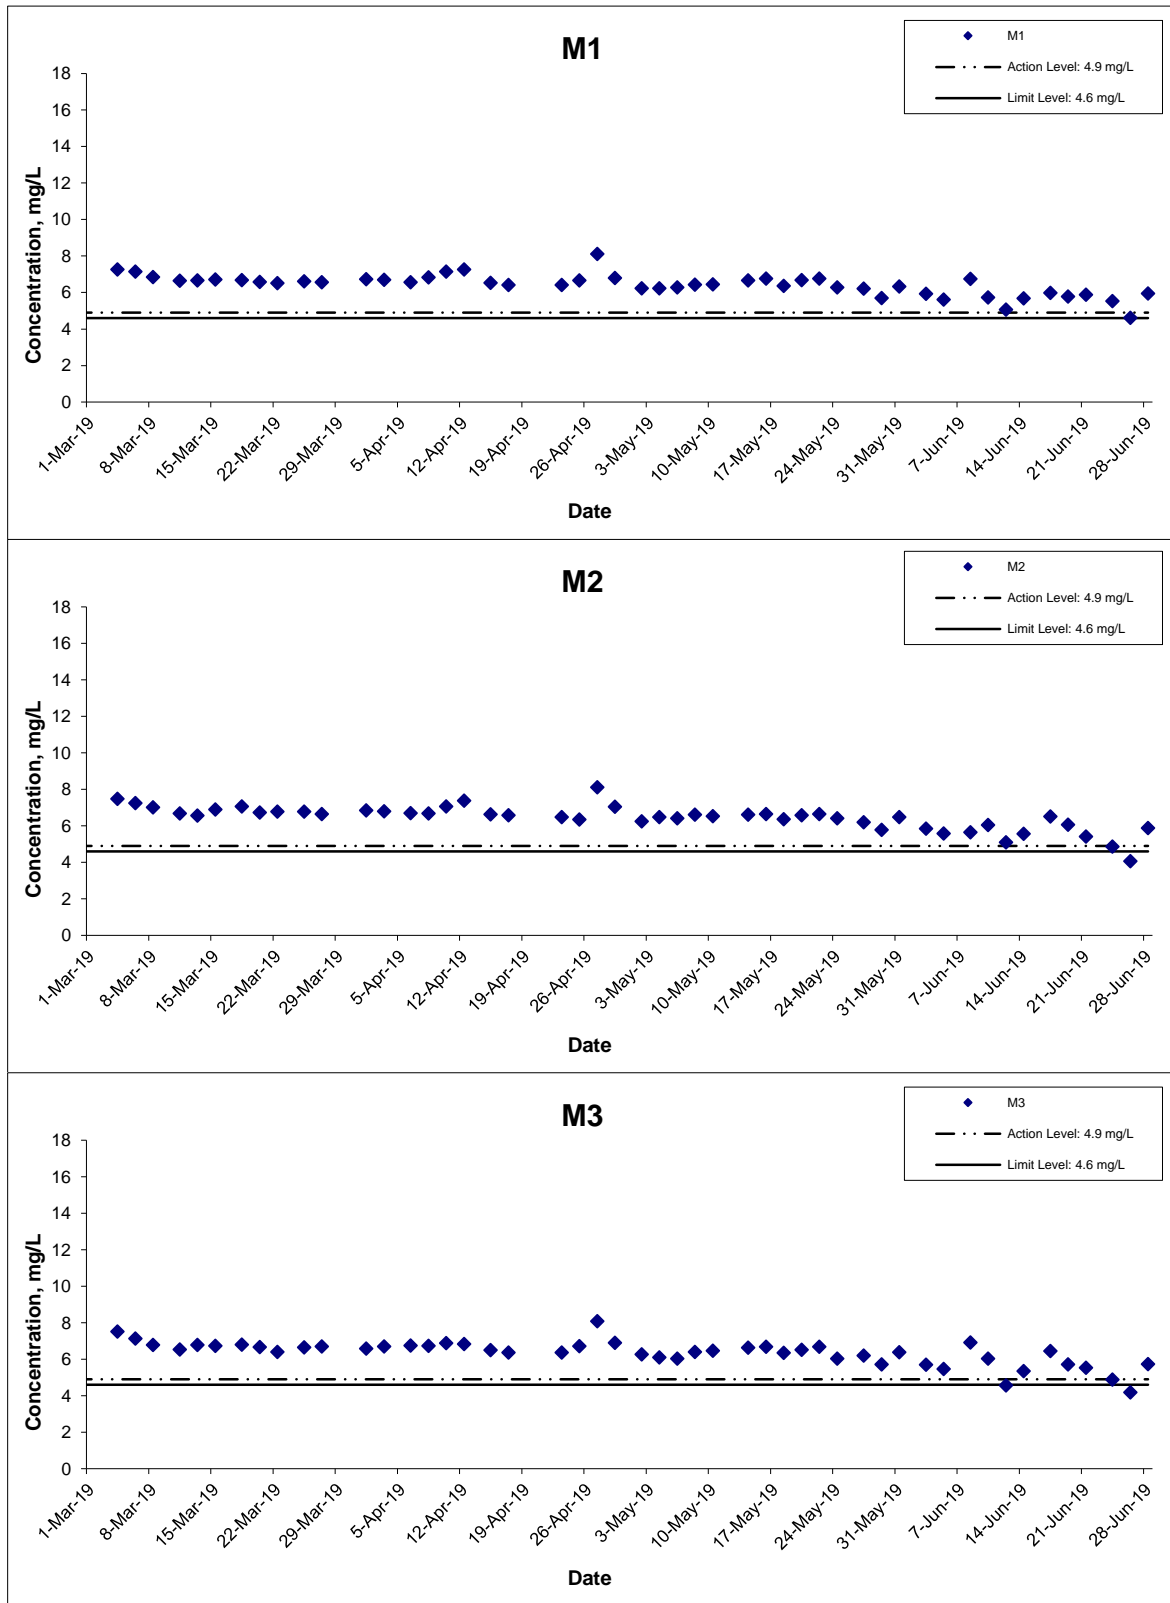 M1
M1
Action Level: 4.9 mg/L
Limit Level: 4.6 mg/L
Concentration, mg/L
18
16
14
12
10
8
6
4
2
0
1-Mar-19
8-Mar-19
15-Mar-19
22-Mar-19
29-Mar-19
5-Apr-19
12-Apr-19
19-Apr-19
26-Apr-19
3-May-19
10-May-19
17-May-19
24-May-19
31-May-19
7-Jun-19
14-Jun-19
21-Jun-19
28-Jun-19
Date
M2
M2
Action Level: 4.9 mg/L
Limit Level: 4.6 mg/L
Concentration, mg/L
18
16
14
12
10
8
6
4
2
0
1-Mar-19
8-Mar-19
15-Mar-19
22-Mar-19
29-Mar-19
5-Apr-19
12-Apr-19
19-Apr-19
26-Apr-19
3-May-19
10-May-19
17-May-19
24-May-19
31-May-19
7-Jun-19
14-Jun-19
21-Jun-19
28-Jun-19
Date
M3
M3
Action Level: 4.9 mg/L
Limit Level: 4.6 mg/L
Concentration, mg/L
18
16
14
12
10
8
6
4
2
0
1-Mar-19
8-Mar-19
15-Mar-19
22-Mar-19
29-Mar-19
5-Apr-19
12-Apr-19
19-Apr-19
26-Apr-19
3-May-19
10-May-19
17-May-19
24-May-19
31-May-19
7-Jun-19
14-Jun-19
21-Jun-19
28-Jun-19
Date